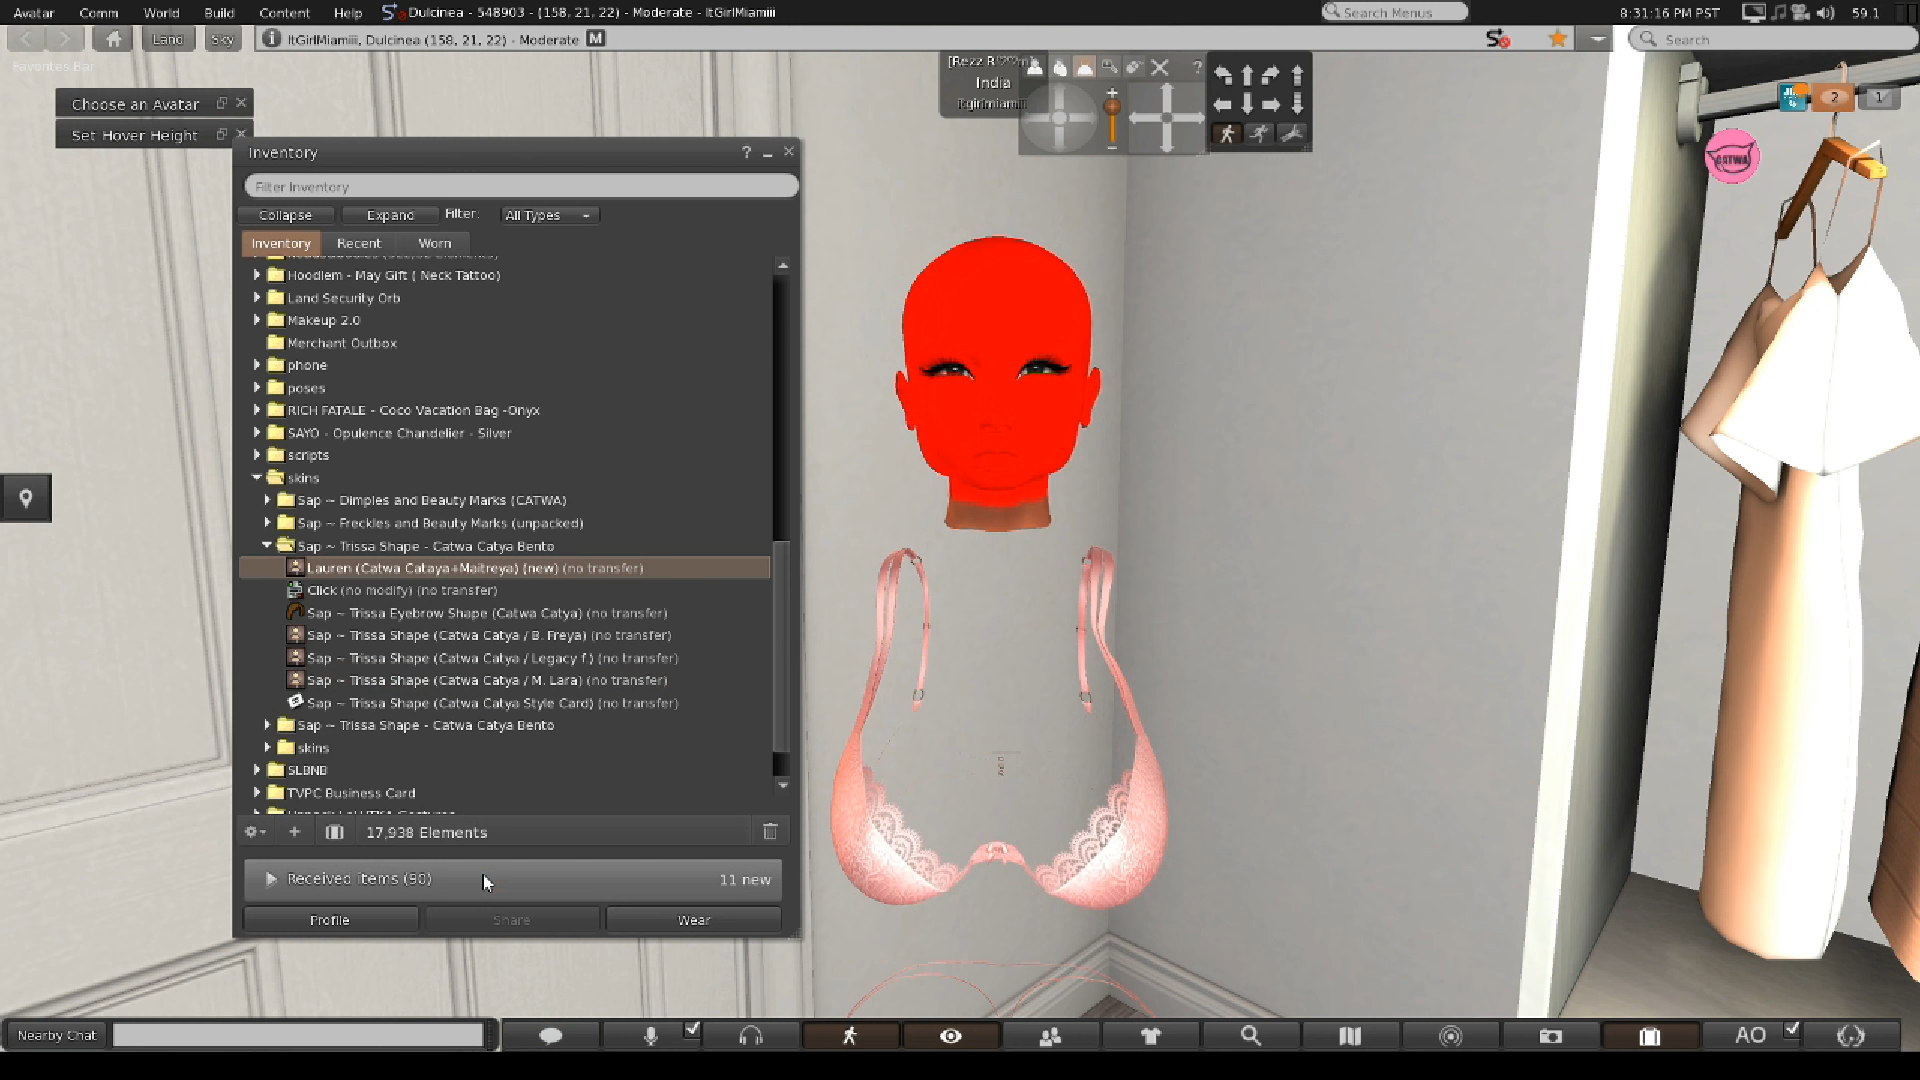 Avatar Comm World Build Content Help Dulcinea - 548903 - (158, 21, 22) - Moderate - ItGirlMiamiii Search Menus 8:31:16 PM PST 59.1
Land Sky ItGirlMiamiii, Dulcinea (158, 21, 22) - Moderate M Search
Favorites Bar
[Rezz R
India
itgirlmiamiii
?
Choose an Avatar
Set Hover Height
2 1
CATWA
Inventory ?
Filter Inventory
Collapse Expand Filter: All Types
Inventory Recent Worn
Hoodlem - May Gift ( Neck Tattoo)
Land Security Orb
Makeup 2.0
Merchant Outbox
phone
poses
RICH FATALE - Coco Vacation Bag -Onyx
SAYO - Opulence Chandelier - Silver
scripts
skins
Sap ~ Dimples and Beauty Marks (CATWA)
Sap ~ Freckles and Beauty Marks (unpacked)
Sap ~ Trissa Shape - Catwa Catya Bento
Lauren (Catwa Cataya+Maitreya) (new) (no transfer)
Click (no modify) (no transfer)
Sap ~ Trissa Eyebrow Shape (Catwa Catya) (no transfer)
Sap ~ Trissa Shape (Catwa Catya / B. Freya) (no transfer)
Sap ~ Trissa Shape (Catwa Catya / Legacy f.) (no transfer)
Sap ~ Trissa Shape (Catwa Catya / M. Lara) (no transfer)
Sap ~ Trissa Shape (Catwa Catya Style Card) (no transfer)
Sap ~ Trissa Shape - Catwa Catya Bento
skins
SLBNB
TVPC Business Card
17,938 Elements
Received items (90) 11 new
Profile Share Wear
Nearby Chat AO